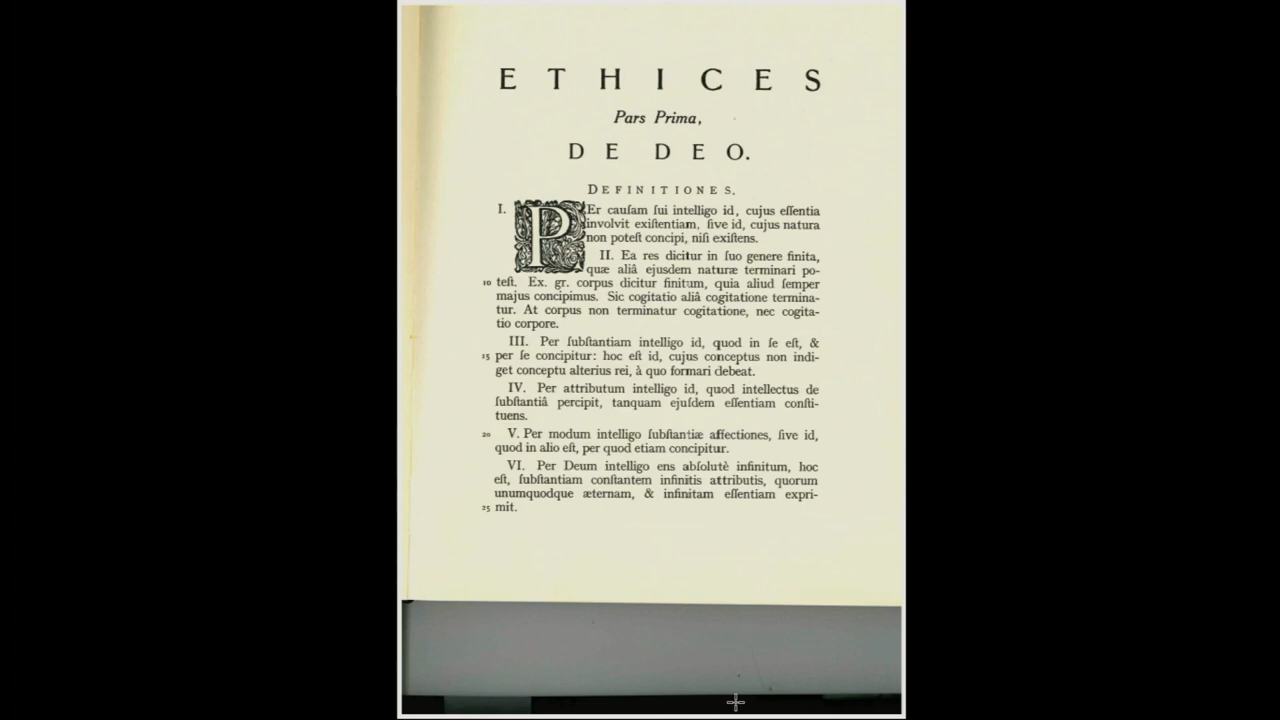 ETHICES
Pars Prima,
DE DEO.
DEFINITIONES.
I. PEr cauſam ſui intelligo id, cujus eſſentia
involvit exiſtentiam, ſive id, cujus natura
non poteſt concipi, niſi exiſtens.
II. Ea res dicitur in ſuo genere finita,
quæ aliâ ejusdem naturæ terminari po-
10 teſt. Ex. gr. corpus dicitur finitum, quia aliud ſemper
majus concipimus. Sic cogitatio aliâ cogitatione termina-
tur. At corpus non terminatur cogitatione, nec cogita-
tio corpore.
III. Per ſubſtantiam intelligo id, quod in ſe eſt, &
15 per ſe concipitur: hoc eſt id, cujus conceptus non indi-
get conceptu alterius rei, à quo formari debeat.
IV. Per attributum intelligo id, quod intellectus de
ſubſtantiâ percipit, tanquam ejuſdem eſſentiam conſti-
tuens.
20 V. Per modum intelligo ſubſtantiæ affectiones, ſive id,
quod in alio eſt, per quod etiam concipitur.
VI. Per Deum intelligo ens abſolutè infinitum, hoc
eſt, ſubſtantiam conſtantem infinitis attributis, quorum
unumquodque æternam, & infinitam eſſentiam expri-
25 mit.